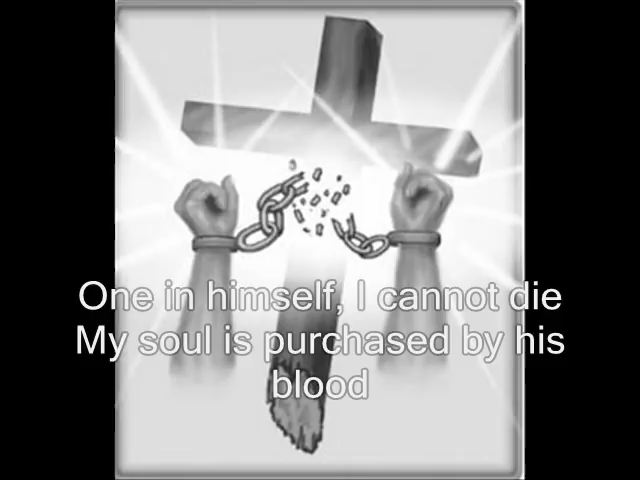 One in himself, I cannot die
My soul is purchased by his
blood